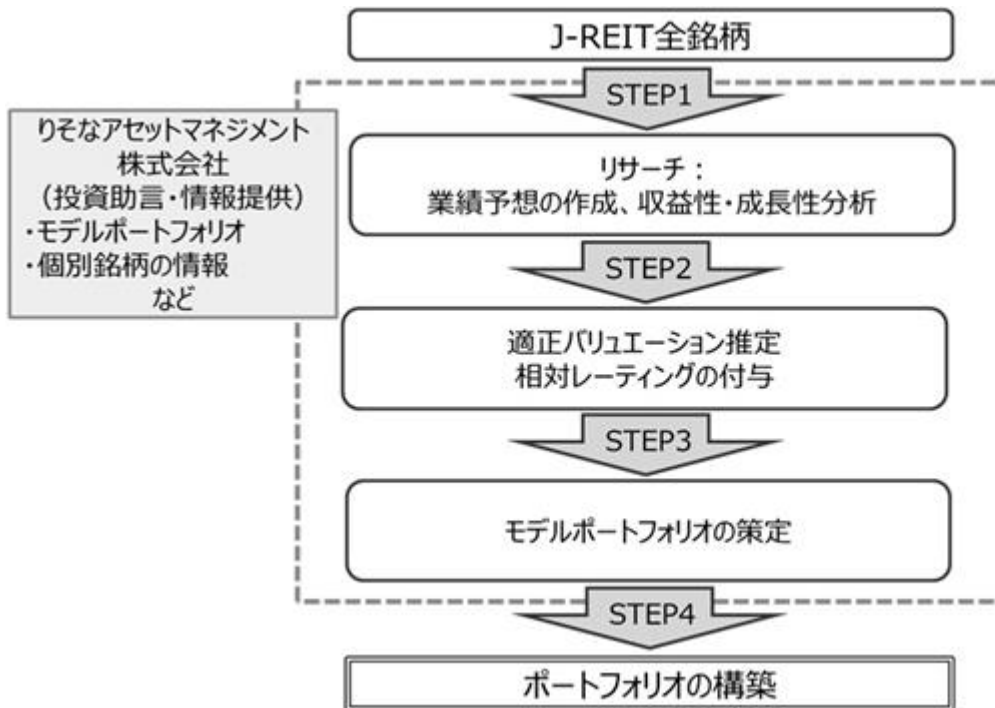 J-REIT全銘柄
STEP1
りそなアセットマネジメント
株式会社
（投資助言・情報提供）
・モデルポートフォリオ
・個別銘柄の情報
など
リサーチ：
業績予想の作成、収益性・成長性分析
STEP2
適正バリュエーション推定
相対レーティングの付与
STEP3
モデルポートフォリオの策定
STEP4
ポートフォリオの構築